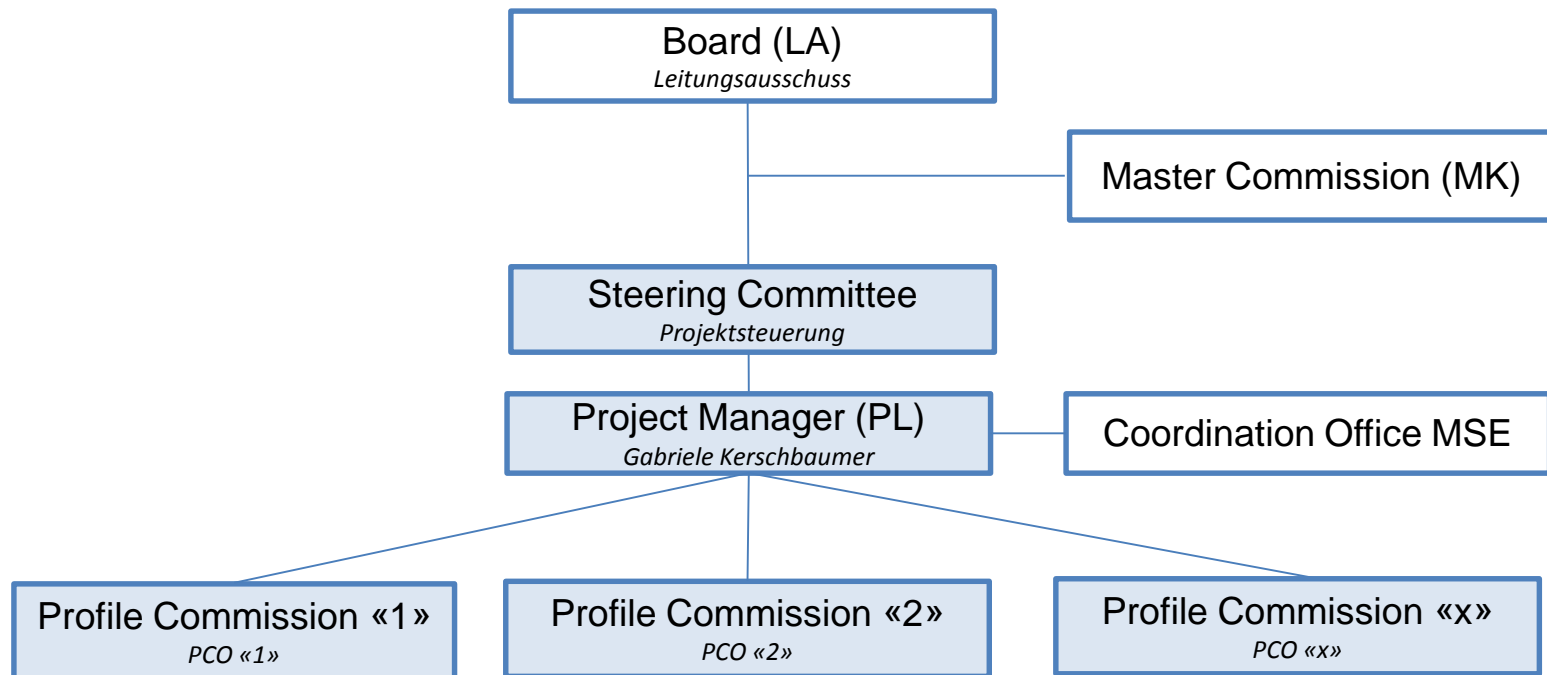 Board (LA)
Leitungsausschuss
Master Commission (MK)
Steering Committee
Projektsteuerung
Project Manager (PL)
Gabriele Kerschbaumer
Coordination Office MSE
Profile Commission «1»
PCO «1»
Profile Commission «2»
PCO «2»
Profile Commission «x»
PCO «x»